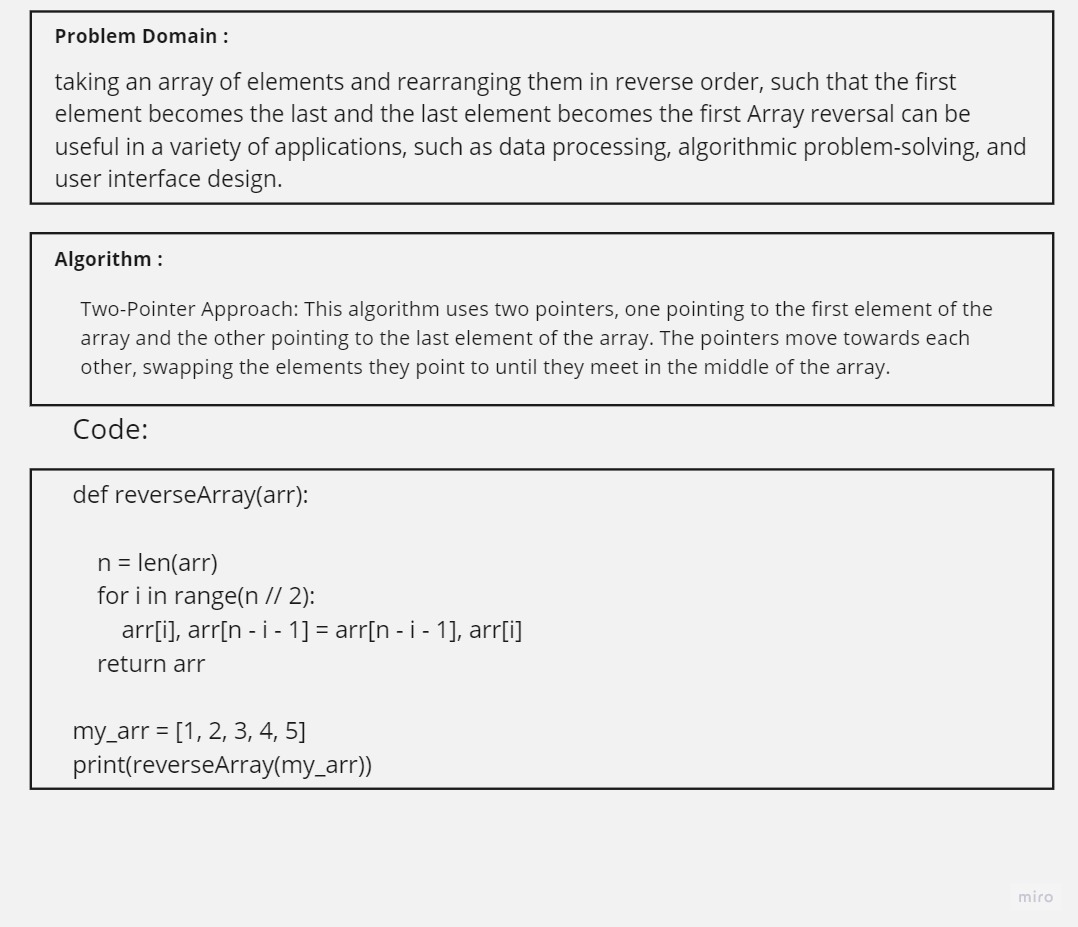 Problem Domain :
taking an array of elements and rearranging them in reverse order, such that the first
element becomes the last and the last element becomes the first Array reversal can be
useful in a variety of applications, such as data processing, algorithmic problem-solving, and
user interface design.
Algorithm :
Two-Pointer Approach: This algorithm uses two pointers, one pointing to the first element of the
array and the other pointing to the last element of the array. The pointers move towards each
other, swapping the elements they point to until they meet in the middle of the array.
Code:
def reverseArray(arr):
n = len(arr)
for i in range(n // 2):
arr[i], arr[n - i - 1] = arr[n - i - 1], arr[i]
return arr
my_arr = [1, 2, 3, 4, 5]
print(reverseArray(my_arr))
miro